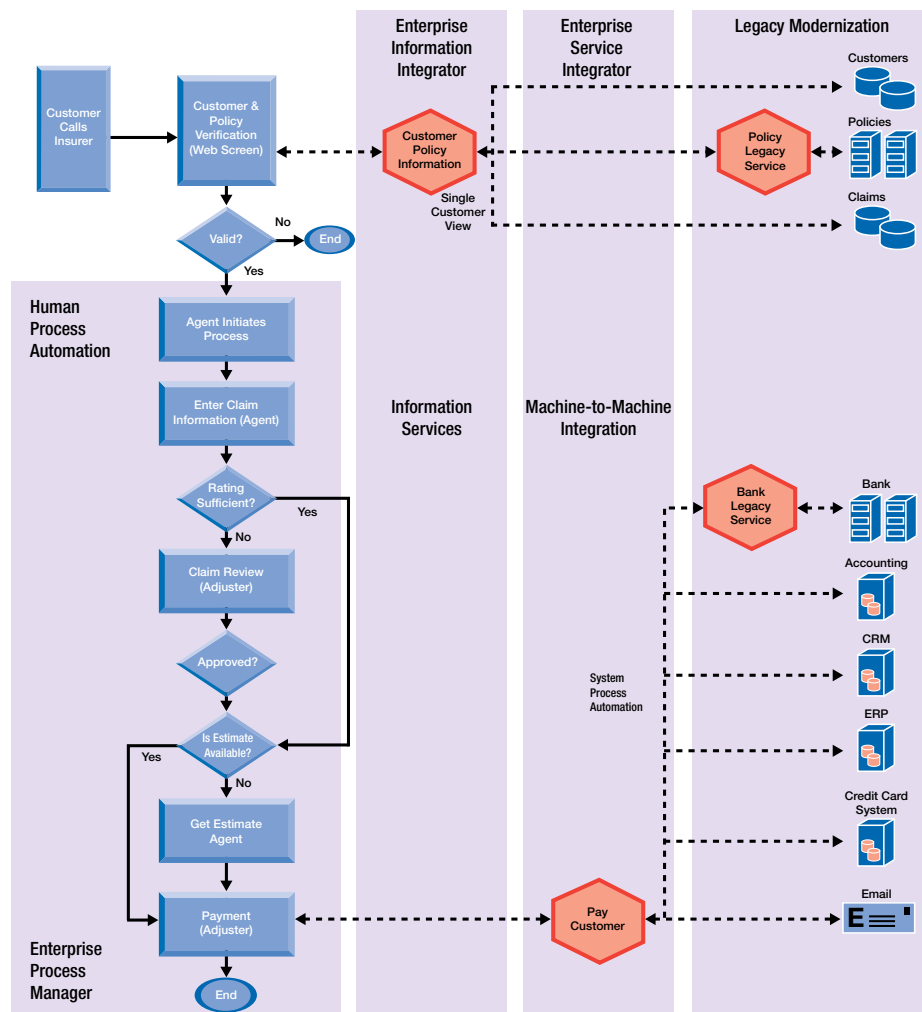 Enterprise
Information
Integrator
Enterprise
Service
Integrator
Legacy Modernization
Customer
Calls
Insurer
Customer &
Policy
Verification
(Web Screen)
Customer
Policy
Information
Single
Customer
View
Policy
Legacy
Service
Customers
Policies
Claims
Valid?
No
End
Yes
Human
Process
Automation
Agent Initiates
Process
Enter Claim
Information (Agent)
Information
Services
Machine-to-Machine
Integration
Rating
Sufficient?
Yes
No
Bank
Legacy
Service
Bank
Claim Review
(Adjuster)
Accounting
Approved?
System
Process
Automation
CRM
Is Estimate
Available?
Yes
No
ERP
Get Estimate
Agent
Credit Card
System
Payment
(Adjuster)
Pay
Customer
Email
E
Enterprise
Process
Manager
End